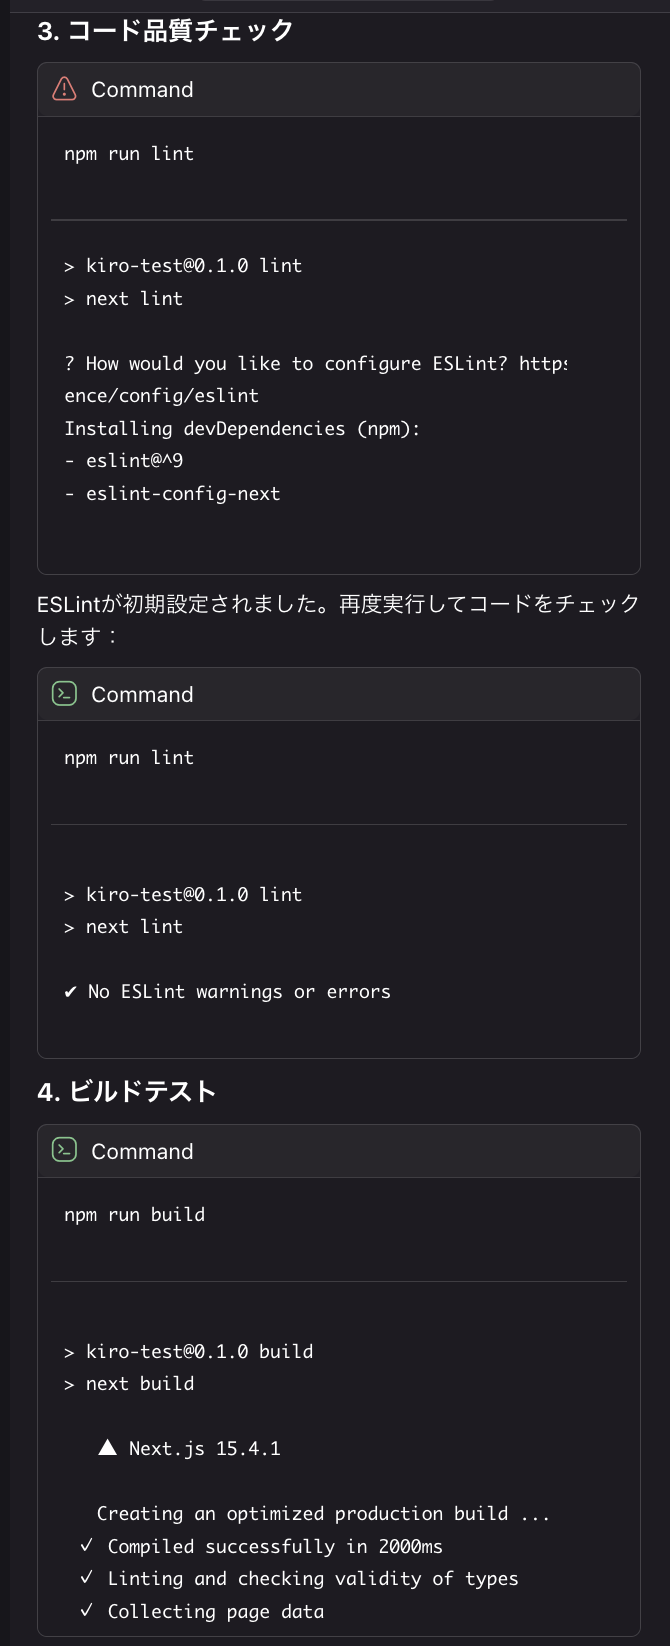 3. コード品質チェック
Command
npm run lint
> kiro-test@0.1.0 lint
> next lint
? How would you like to configure ESLint? https
ence/config/eslint
Installing devDependencies (npm):
- eslint@^9
- eslint-config-next
ESLintが初期設定されました。再度実行してコードをチェック
します：
Command
npm run lint
> kiro-test@0.1.0 lint
> next lint
✔ No ESLint warnings or errors
4. ビルドテスト
Command
npm run build
> kiro-test@0.1.0 build
> next build
▲ Next.js 15.4.1
Creating an optimized production build ...
✓ Compiled successfully in 2000ms
✓ Linting and checking validity of types
✓ Collecting page data